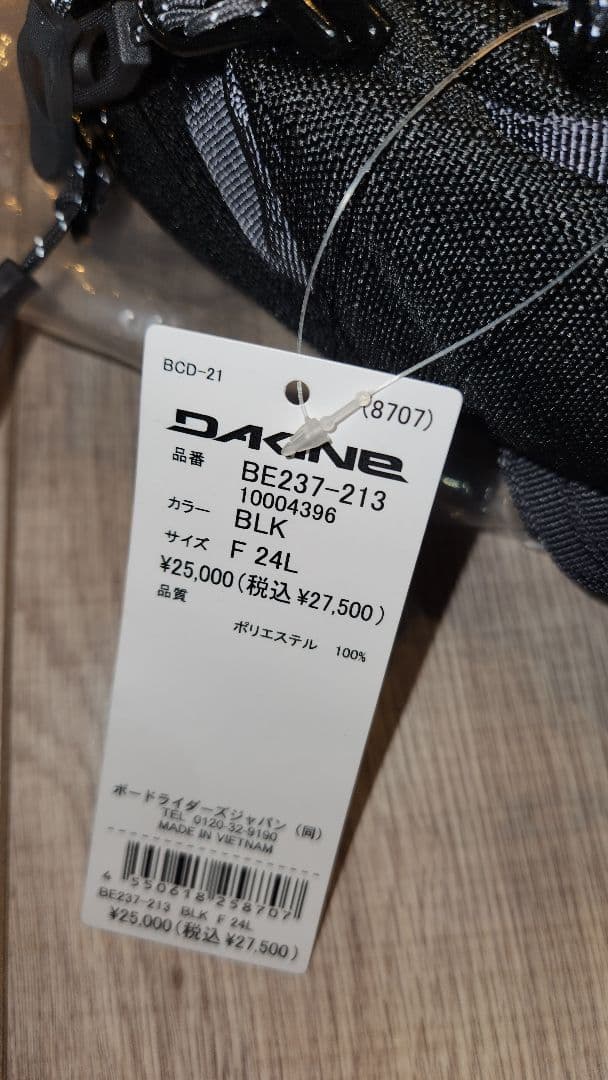 BCD-21
(8707)
DAKINE
品番 BE237-213
10004396
カラー BLK
サイズ F 24L
¥25,000(税込 ¥27,500)
品質
ポリエステル 100%
ボードライダーズジャパン(同)
TEL 0120-32-9190
MADE IN VIETNAM
4 550618 258707
BE237-213 BLK F 24L
¥25,000(税込 ¥27,500)